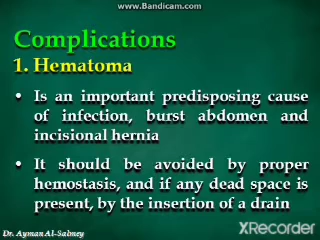 www.Bandicam.com
Complications
1. Hematoma
• Is an important predisposing cause
of infection, burst abdomen and
incisional hernia
• It should be avoided by proper
hemostasis, and if any dead space is
present, by the insertion of a drain
Dr. Ayman Al-Salmey
XRecorder